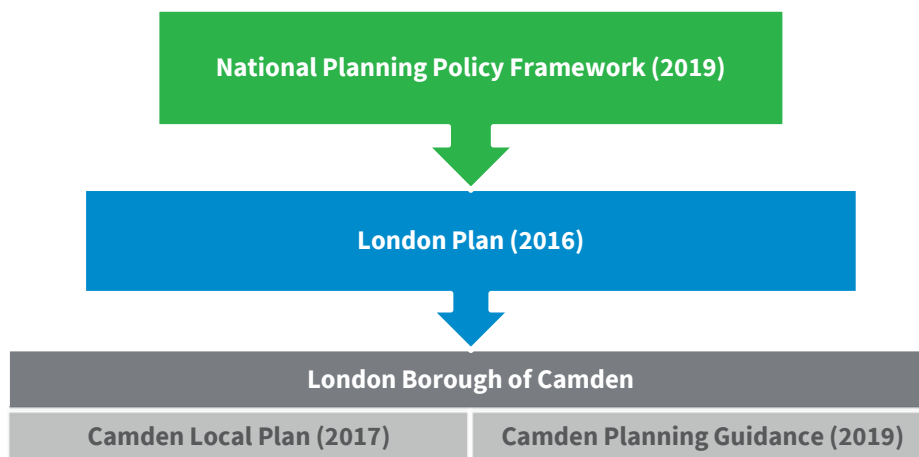 National Planning Policy Framework (2019)
London Plan (2016)
London Borough of Camden
Camden Local Plan (2017)
Camden Planning Guidance (2019)